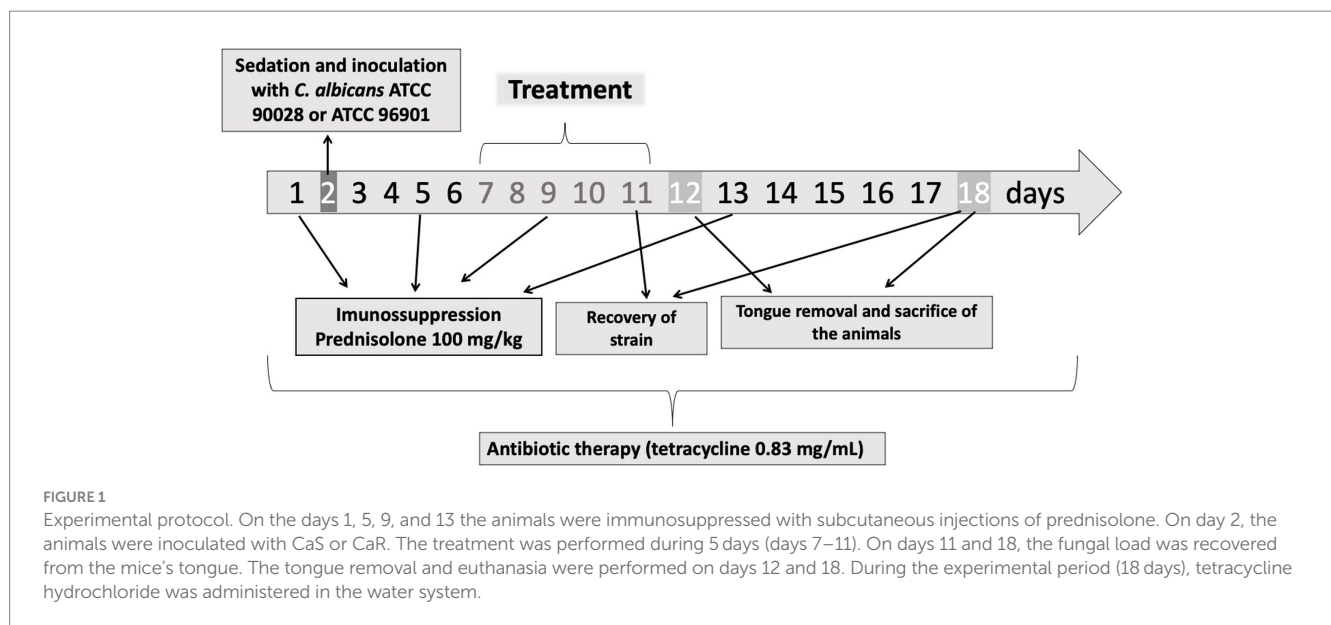 Sedation and inoculation
with C. albicans ATCC
90028 or ATCC 96901
Treatment
1 2 3 4 5 6 7 8 9 10 11 12 13 14 15 16 17 18 days
Imunossuppression
Prednisolone 100 mg/kg
Recovery of
strain
Tongue removal and sacrifice of
the animals
Antibiotic therapy (tetracycline 0.83 mg/mL)
FIGURE 1
Experimental protocol. On the days 1, 5, 9, and 13 the animals were immunosuppressed with subcutaneous injections of prednisolone. On day 2, the
animals were inoculated with CaS or CaR. The treatment was performed during 5 days (days 7–11). On days 11 and 18, the fungal load was recovered
from the mice's tongue. The tongue removal and euthanasia were performed on days 12 and 18. During the experimental period (18 days), tetracycline
hydrochloride was administered in the water system.